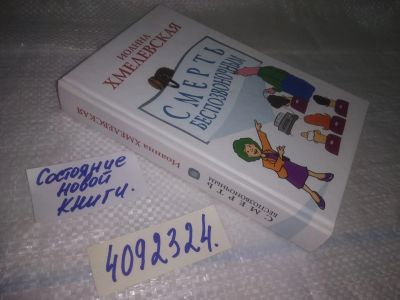 ИОАННА
ХМЕЛЕВСКАЯ
СМЕРТЬ
БЕСПОЗВОНОЧНЫМ
Иоанна Хмелевская
СМЕРТЬ
БЕСПОЗВОНОЧНЫМ
Состояние
новой
книги.
4092324.